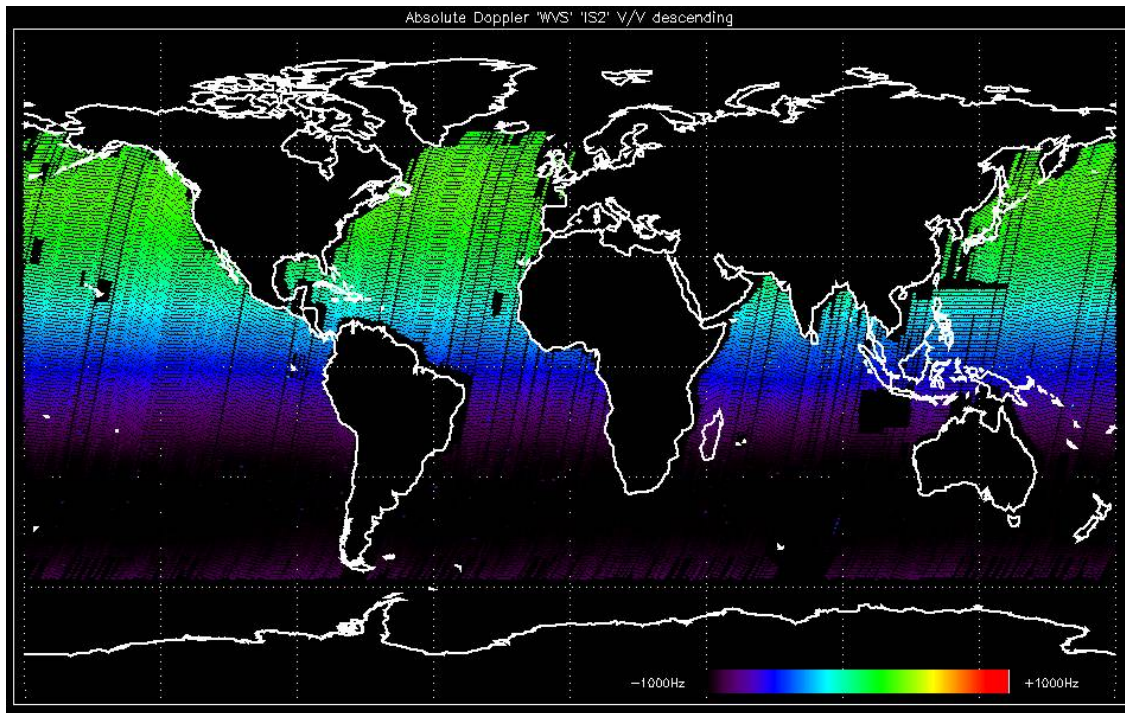 Absolute Doppler 'WVS' 'IS2' V/V descending
-1000Hz +1000Hz